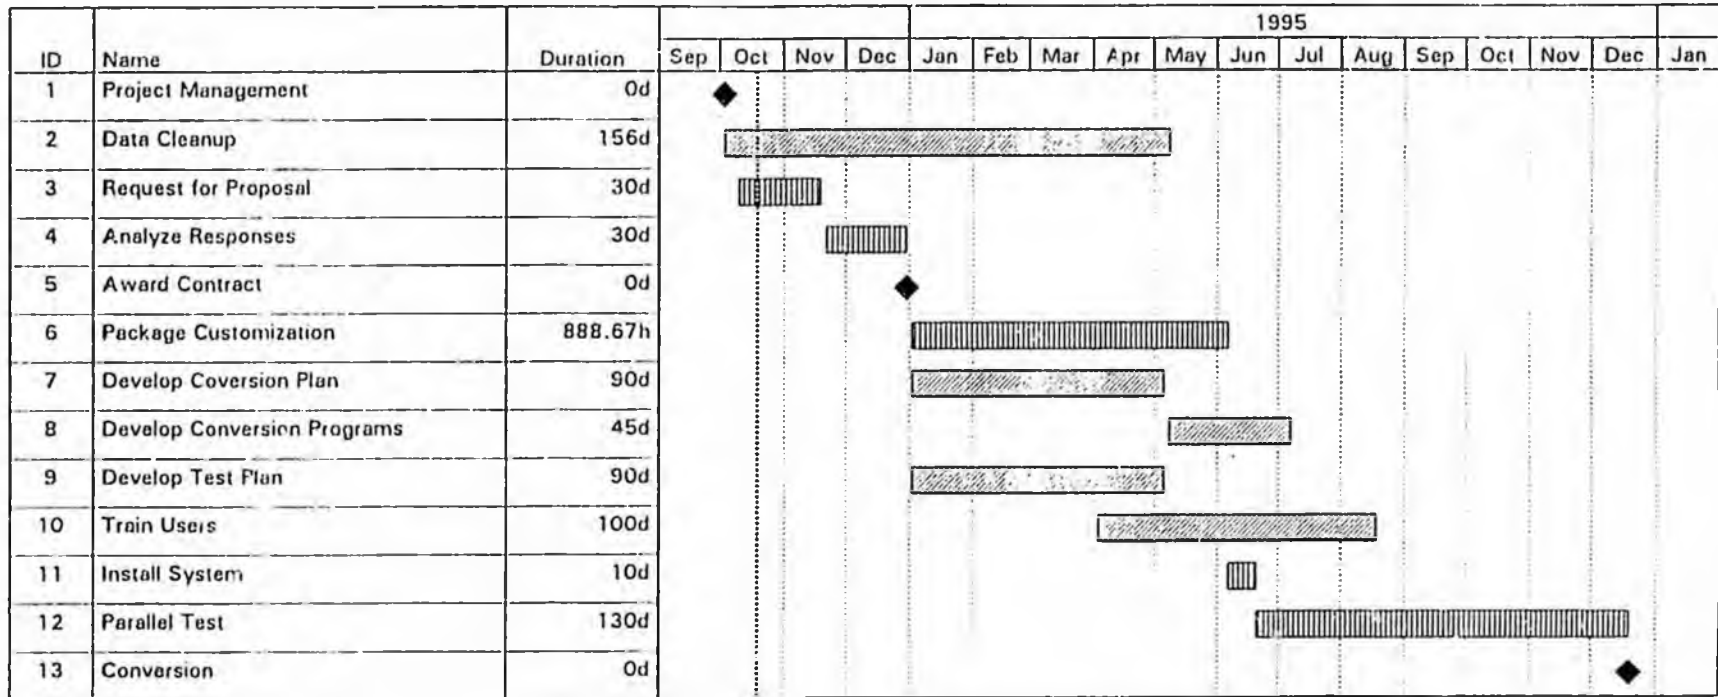 1995
ID Name Duration Sep Oct Nov Dec Jan Feb Mar Apr May Jun Jul Aug Sep Oct Nov Dec Jan
1 Project Management 0d
2 Data Cleanup 156d
3 Request for Proposal 30d
4 Analyze Responses 30d
5 Award Contract 0d
6 Package Customization 888.67h
7 Develop Coversion Plan 90d
8 Develop Conversion Programs 45d
9 Develop Test Plan 90d
10 Train Users 100d
11 Install System 10d
12 Parallel Test 130d
13 Conversion 0d